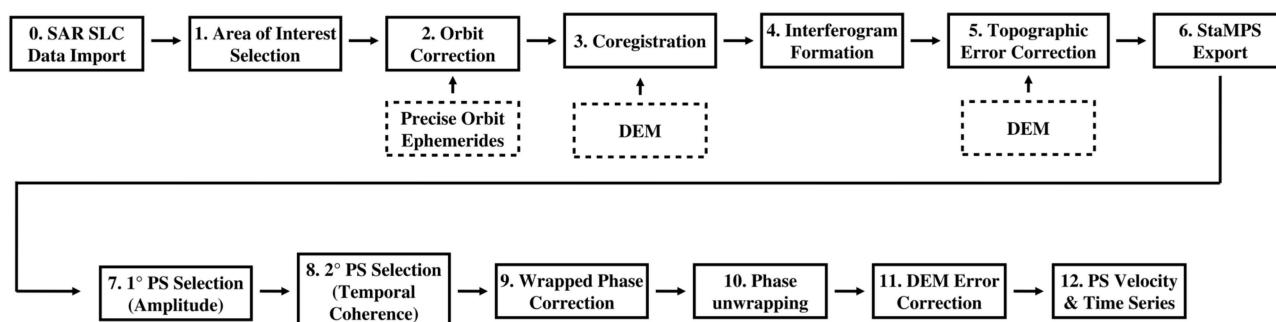 0. SAR SLC
Data Import
1. Area of Interest
Selection
2. Orbit
Correction
3. Coregistration
4. Interferogram
Formation
5. Topographic
Error Correction
6. StaMPS
Export
Precise Orbit
Ephemerides
DEM
DEM
7. 1° PS Selection
(Amplitude)
8. 2° PS Selection
(Temporal
Coherence)
9. Wrapped Phase
Correction
10. Phase
unwrapping
11. DEM Error
Correction
12. PS Velocity
& Time Series